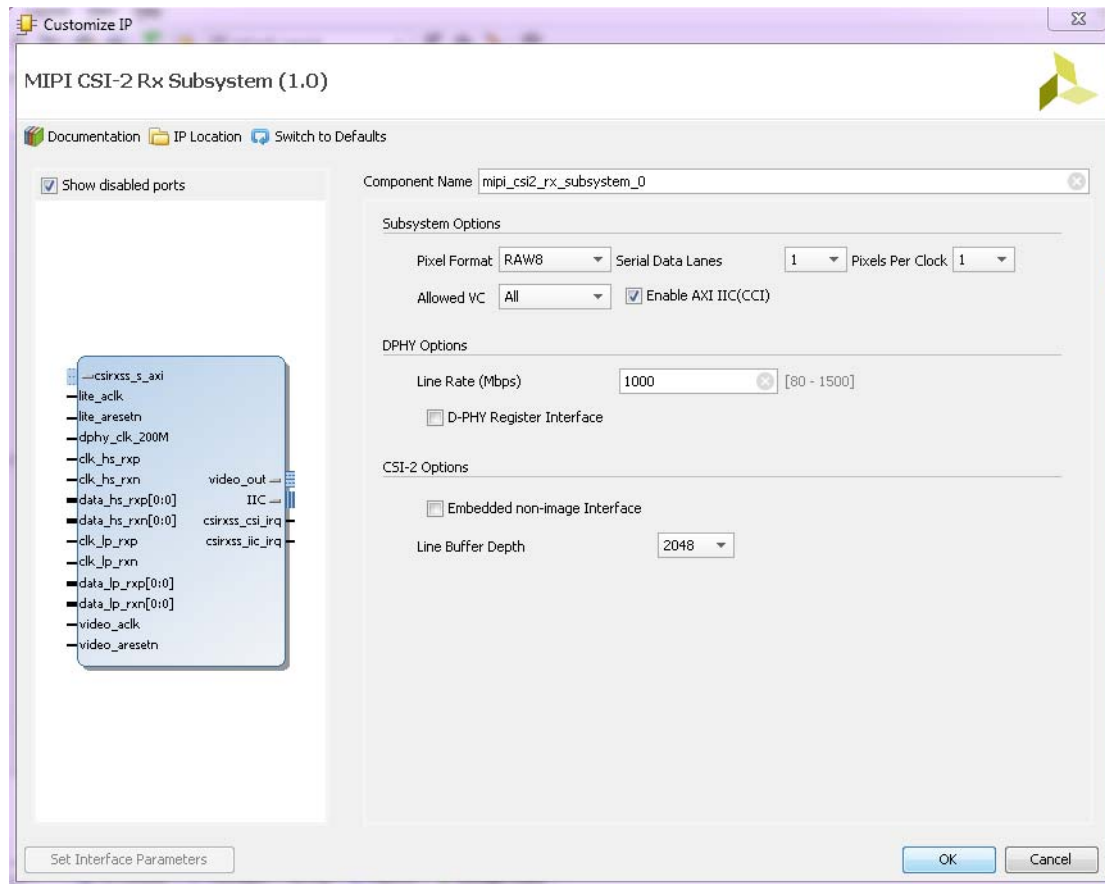 Customize IP
MIPI CSI-2 Rx Subsystem (1.0)
Documentation IP Location Switch to Defaults
Show disabled ports
csirxss_s_axi
lite_aclk
lite_aresetn
dphy_clk_200M
clk_hs_rxp
clk_hs_rxn
data_hs_rxp[0:0]
data_hs_rxn[0:0]
clk_lp_rxp
clk_lp_rxn
data_lp_rxp[0:0]
data_lp_rxn[0:0]
video_aclk
video_aresetn
video_out
IIC
csirxss_csi_irq
csirxss_iic_irq
Component Name mipi_csi2_rx_subsystem_0
Subsystem Options
Pixel Format RAW8 Serial Data Lanes 1 Pixels Per Clock 1
Allowed VC All Enable AXI IIC(CCI)
DPHY Options
Line Rate (Mbps) 1000 [80 - 1500]
D-PHY Register Interface
CSI-2 Options
Embedded non-image Interface
Line Buffer Depth 2048
Set Interface Parameters OK Cancel